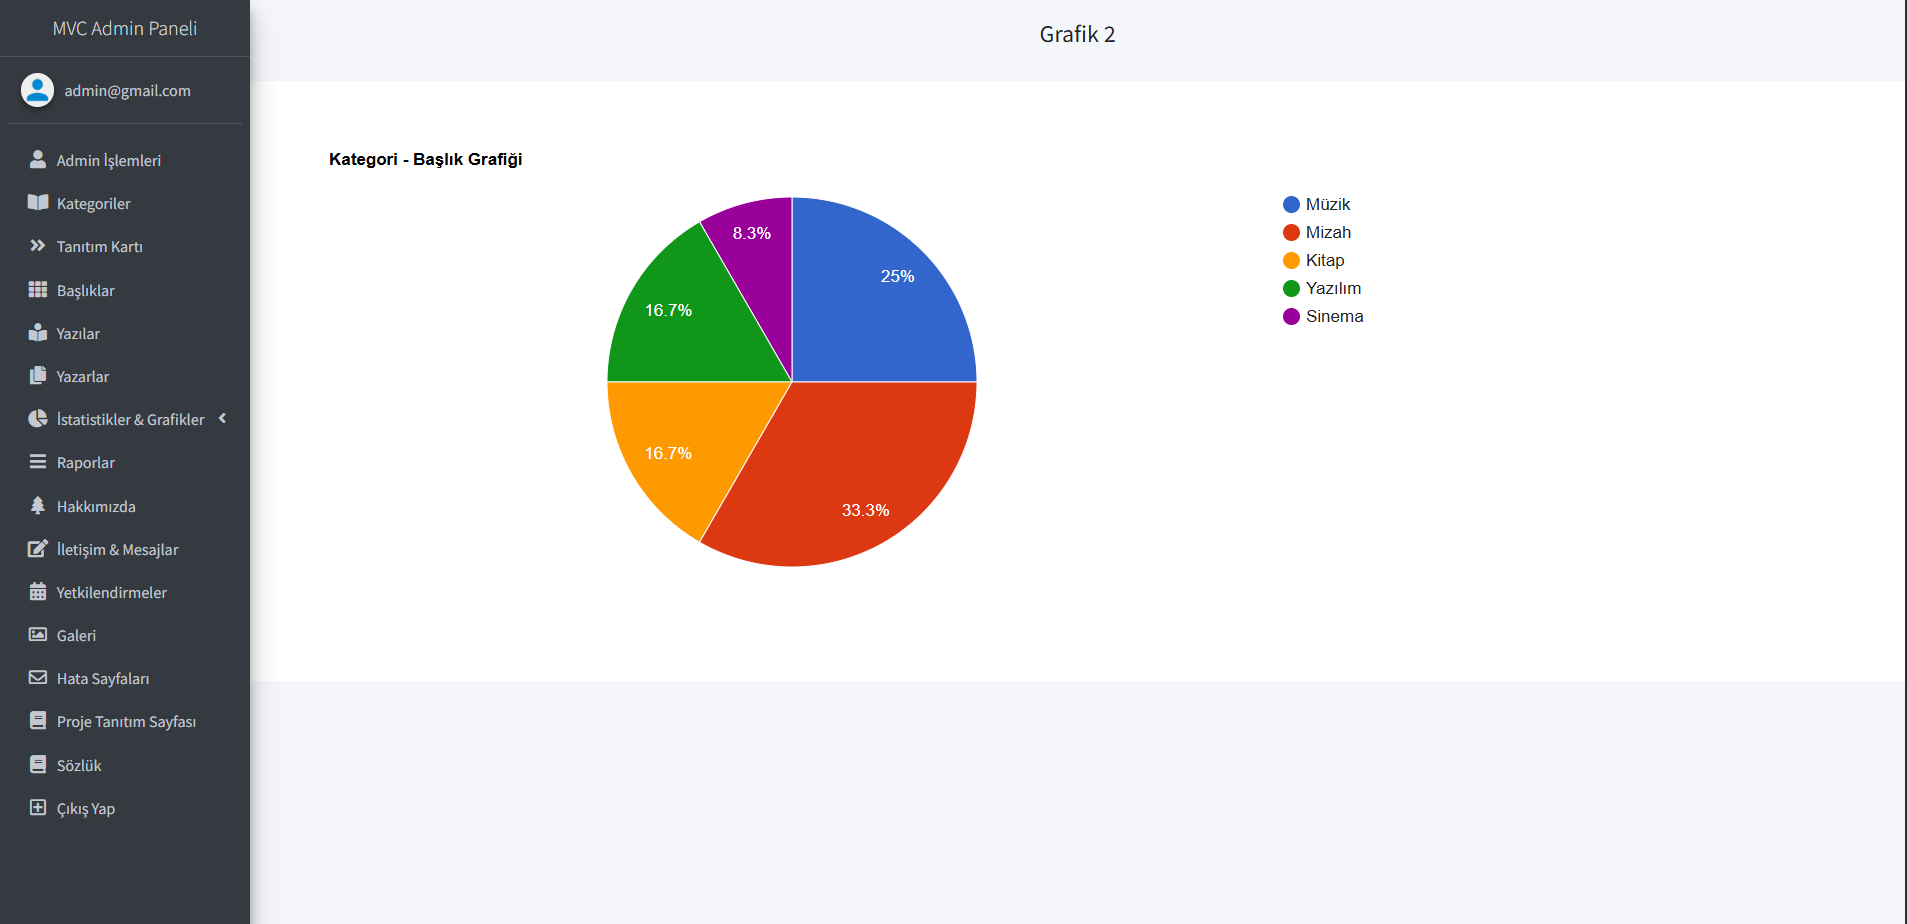 MVC Admin Paneli
admin@gmail.com
Admin İşlemleri
Kategoriler
Tanıtım Kartı
Başlıklar
Yazılar
Yazarlar
İstatistikler & Grafikler
Raporlar
Hakkımızda
İletişim & Mesajlar
Yetkilendirmeler
Galeri
Hata Sayfaları
Proje Tanıtım Sayfası
Sözlük
Çıkış Yap
Grafik 2
Kategori - Başlık Grafiği
8.3%
25%
16.7%
16.7%
33.3%
Müzik
Mizah
Kitap
Yazılım
Sinema